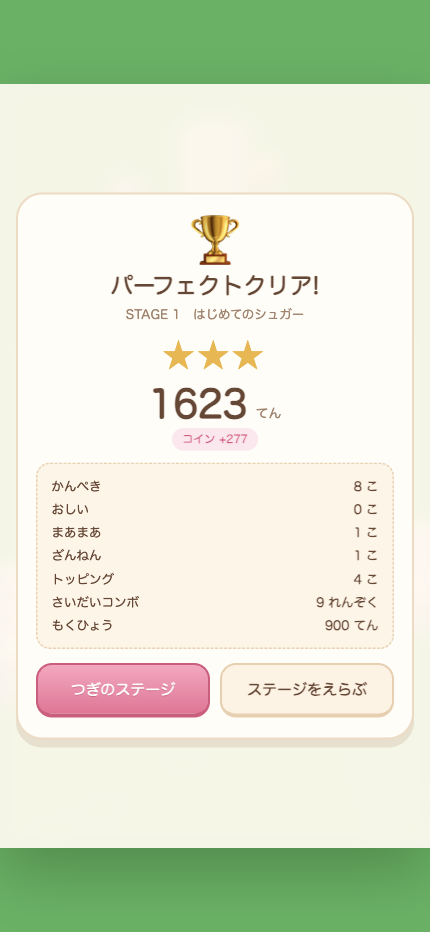 パーフェクトクリア!
STAGE 1　はじめてのシュガー
★★★
1623 てん
コイン +277
かんぺき 8 こ
おしい 0 こ
まあまあ 1 こ
ざんねん 1 こ
トッピング 4 こ
さいだいコンボ 9 れんぞく
もくひょう 900 てん
つぎのステージ
ステージをえらぶ